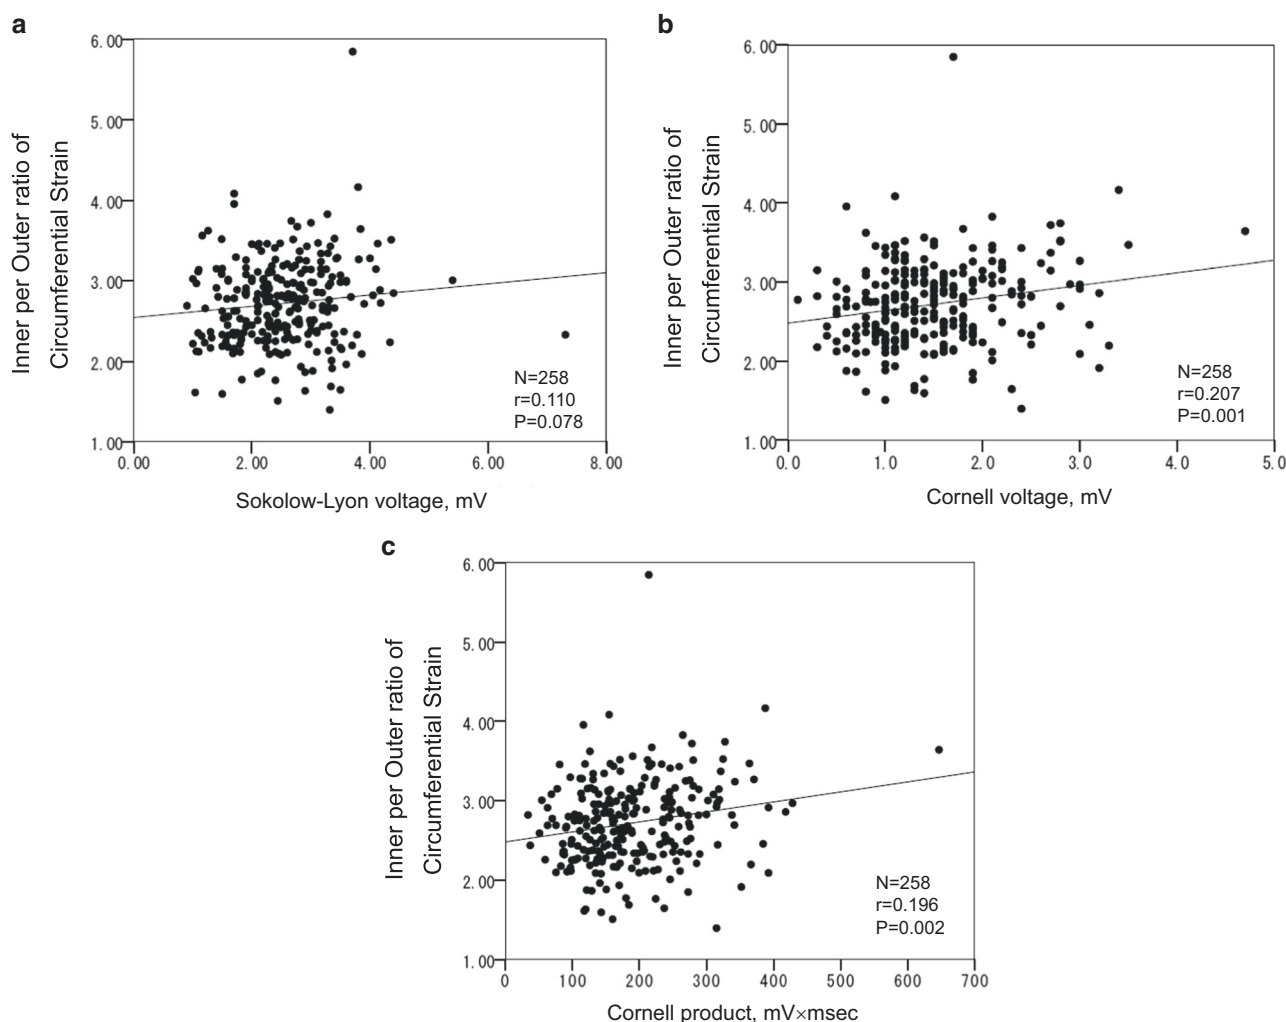 a
6.00
5.00
4.00
3.00
2.00
1.00
Inner per Outer ratio of
Circumferential Strain
N=258
r=0.110
P=0.078
0.00 2.00 4.00 6.00 8.00
Sokolow-Lyon voltage, mV
b
6.00
5.00
4.00
3.00
2.00
1.00
Inner per Outer ratio of
Circumferential Strain
N=258
r=0.207
P=0.001
0.0 1.0 2.0 3.0 4.0 5.0
Cornell voltage, mV
c
6.00
5.00
4.00
3.00
2.00
1.00
Inner per Outer ratio of
Circumferential Strain
N=258
r=0.196
P=0.002
0 100 200 300 400 500 600 700
Cornell product, mV×msec